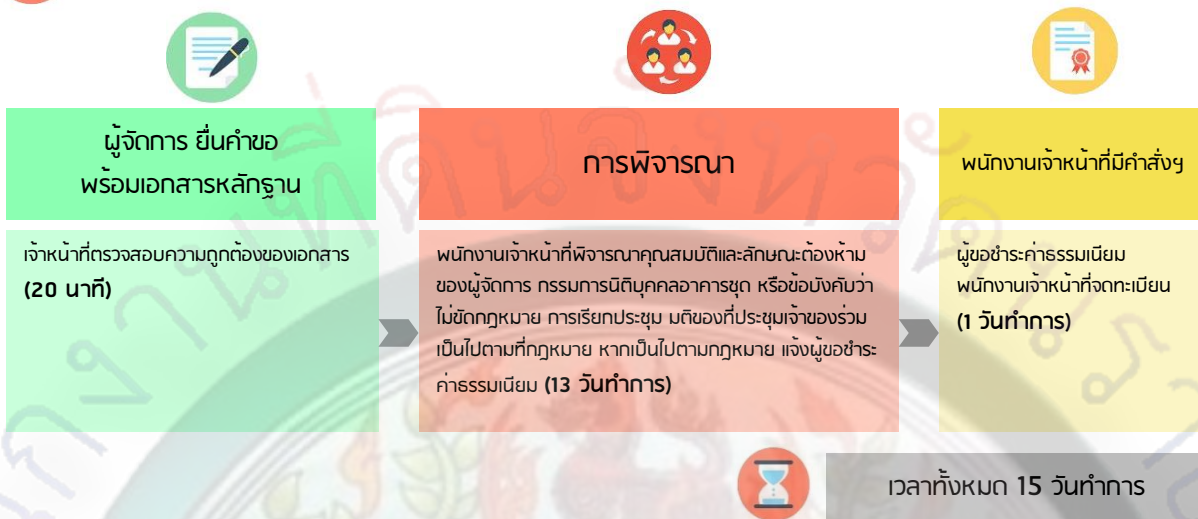 ผู้จัดการ ยื่นคำขอ
พร้อมเอกสารหลักฐาน
เจ้าหน้าที่ตรวจสอบความถูกต้องของเอกสาร
(20 นาที)
การพิจารณา
พนักงานเจ้าหน้าที่พิจารณาคุณสมบัติและลักษณะต้องห้าม
ของผู้จัดการ กรรมการนิติบุคคลอาคารชุด หรือข้อบังคับว่า
ไม่ขัดกฎหมาย การเรียกประชุม มติของที่ประชุมเจ้าของร่วม
เป็นไปตามที่กฎหมาย หากเป็นไปตามกฎหมาย แจ้งผู้ขอชำระ
ค่าธรรมเนียม (13 วันทำการ)
พนักงานเจ้าหน้าที่มีคำสั่งฯ
ผู้ขอชำระค่าธรรมเนียม
พนักงานเจ้าหน้าที่จดทะเบียน
(1 วันทำการ)
เวลาทั้งหมด 15 วันทำการ